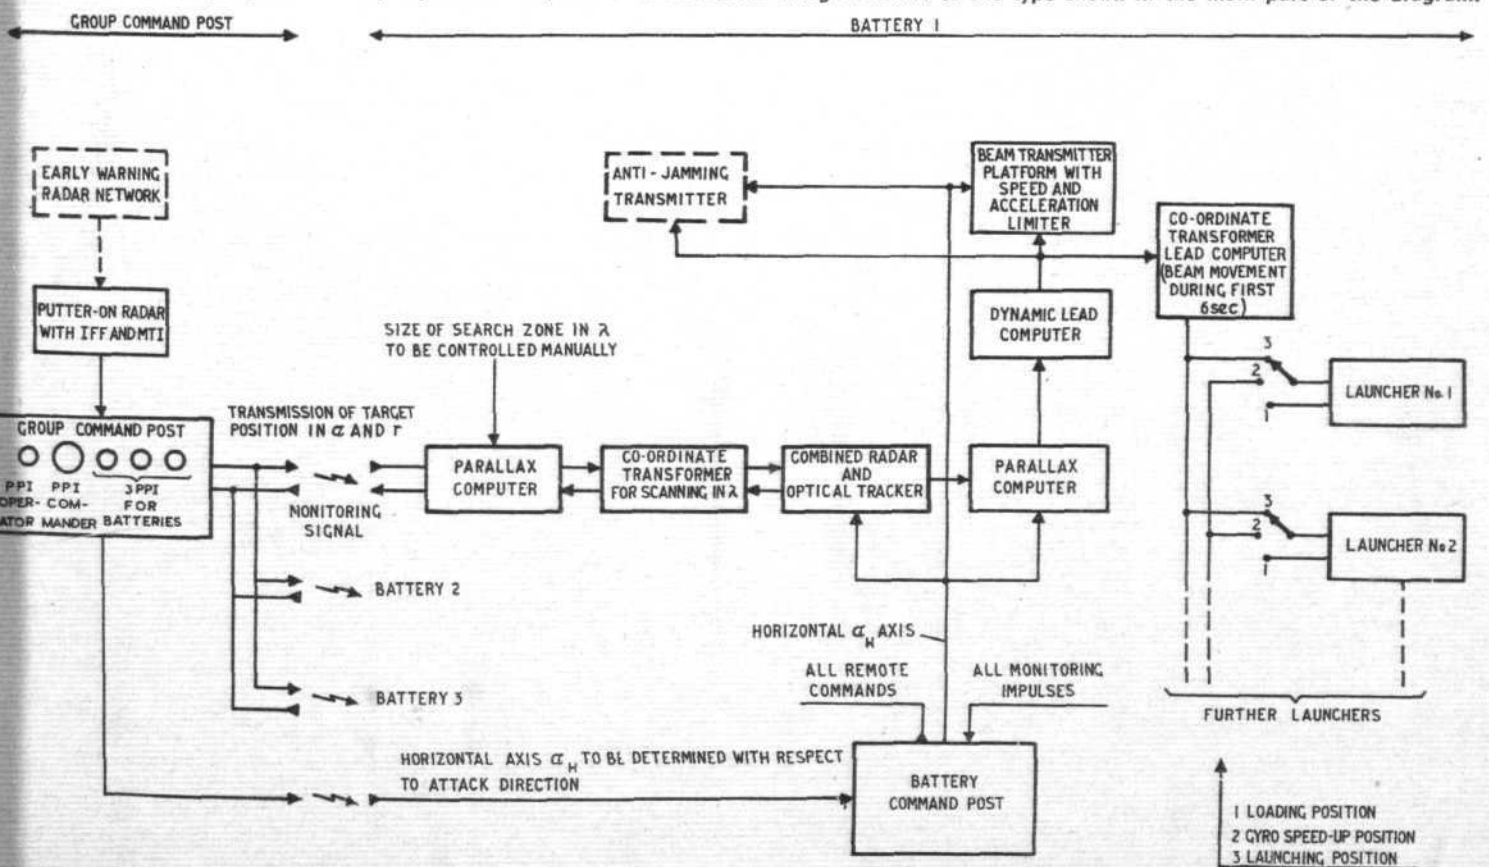 GROUP COMMAND POST
BATTERY 1
EARLY WARNING
RADAR NETWORK
PUTTER-ON RADAR
WITH IFF AND MTI
GROUP COMMAND POST
PPI
OPER-
ATOR
PPI
COM-
MANDER
3 PPI
FOR
BATTERIES
TRANSMISSION OF TARGET
POSITION IN α AND r
MONITORING
SIGNAL
BATTERY 2
BATTERY 3
SIZE OF SEARCH ZONE IN λ
TO BE CONTROLLED MANUALLY
PARALLAX
COMPUTER
CO-ORDINATE
TRANSFORMER
FOR SCANNING IN λ
COMBINED RADAR
AND
OPTICAL TRACKER
PARALLAX
COMPUTER
DYNAMIC LEAD
COMPUTER
ANTI-JAMMING
TRANSMITTER
BEAM TRANSMITTER
PLATFORM WITH
SPEED AND
ACCELERATION
LIMITER
CO-ORDINATE
TRANSFORMER
LEAD COMPUTER
(BEAM MOVEMENT
DURING FIRST
6sec)
3
2
1
LAUNCHER No.1
3
2
1
LAUNCHER No 2
FURTHER LAUNCHERS
HORIZONTAL αH AXIS
ALL REMOTE
COMMANDS
ALL MONITORING
IMPULSES
HORIZONTAL AXIS αH TO BE DETERMINED WITH RESPECT
TO ATTACK DIRECTION
BATTERY
COMMAND POST
1 LOADING POSITION
2 GYRO SPEED-UP POSITION
3 LAUNCHING POSITION